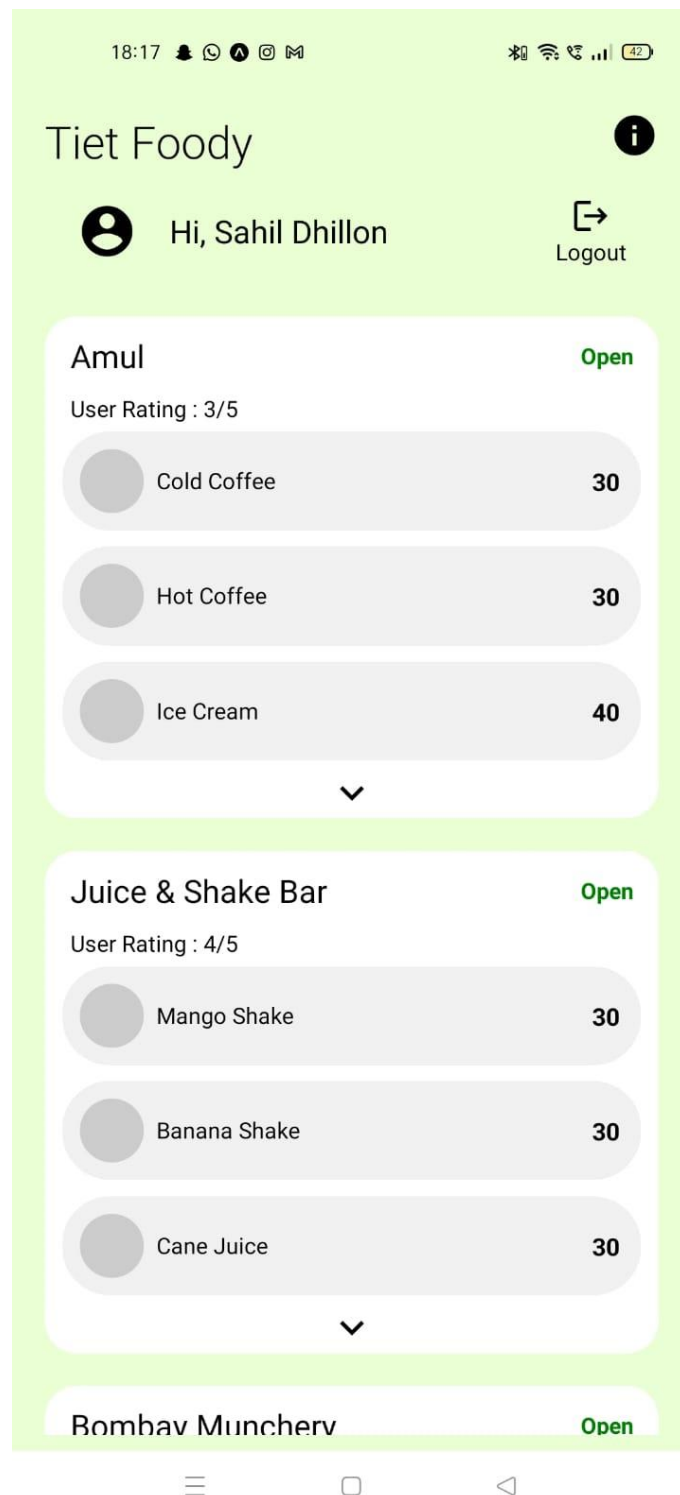 18:17
42
Tiet Foody
Hi, Sahil Dhillon
Logout
Amul Open
User Rating : 3/5
Cold Coffee 30
Hot Coffee 30
Ice Cream 40
Juice & Shake Bar Open
User Rating : 4/5
Mango Shake 30
Banana Shake 30
Cane Juice 30
Bombay Munchery Open